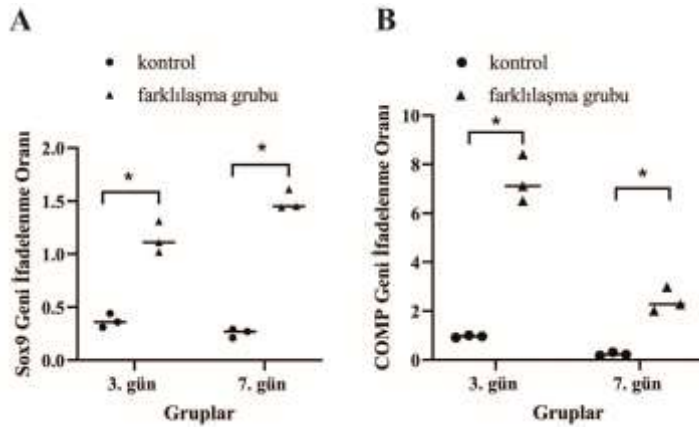 A
kontrol
farklılaşma grubu
Sox9 Geni İfadelenme Oranı
2.0
1.5
1.0
0.5
0.0
*
*
3. gün
7. gün
Gruplar
B
kontrol
farklılaşma grubu
COMP Geni İfadelenme Oranı
10
8
6
4
2
0
*
*
3. gün
7. gün
Gruplar